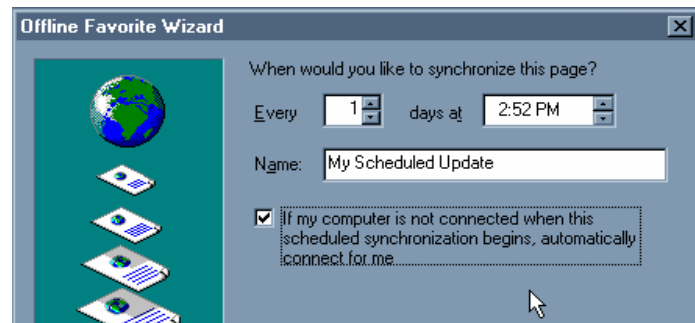 Offline Favorite Wizard
When would you like to synchronize this page?
Every 1 days at 2:52 PM
Name: My Scheduled Update
If my computer is not connected when this
scheduled synchronization begins, automatically
connect for me